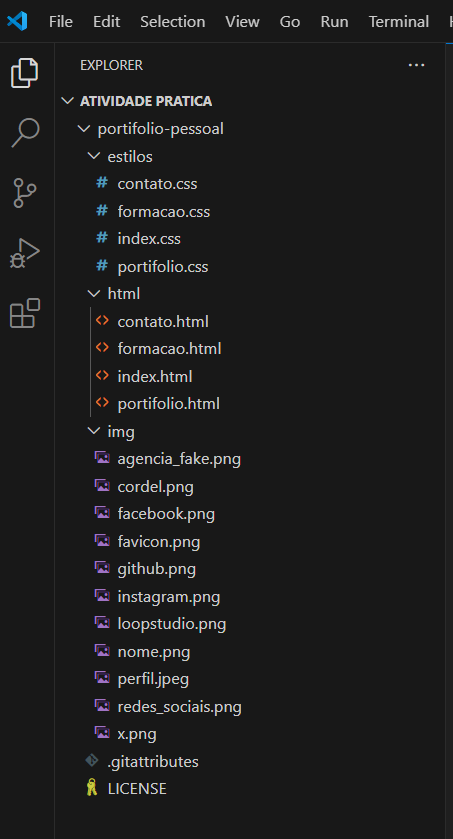 File Edit Selection View Go Run Terminal
EXPLORER
ATIVIDADE PRATICA
portifolio-pessoal
estilos
contato.css
formacao.css
index.css
portifolio.css
html
contato.html
formacao.html
index.html
portifolio.html
img
agencia_fake.png
cordel.png
facebook.png
favicon.png
github.png
instagram.png
loopstudio.png
nome.png
perfil.jpeg
redes_sociais.png
x.png
.gitattributes
LICENSE